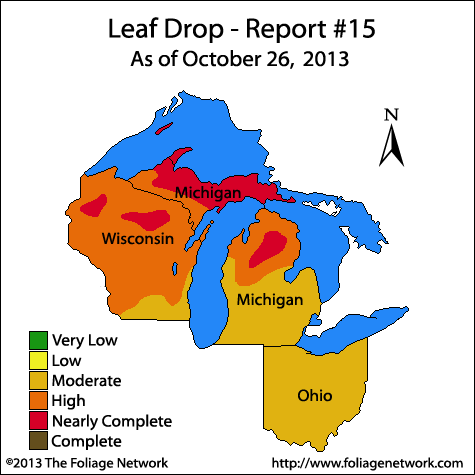 Leaf Drop - Report #15
As of October 26, 2013
N
Michigan
Wisconsin
Michigan
Ohio
Very Low
Low
Moderate
High
Nearly Complete
Complete
©2013 The Foliage Network
http://www.foliagenetwork.com